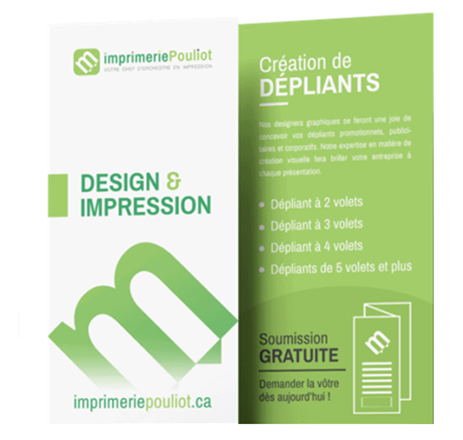 imprimeriePouliot
VOTRE CHEF D'ORCHESTRE EN IMPRESSION
DESIGN &
IMPRESSION
imprimeriepouliot.ca
Création de
DÉPLIANTS
Nos designers graphiques se feront une joie de
concevoir vos dépliants promotionnels, publici-
taires et corporatifs. Notre expertise en matière de
création visuelle fera briller votre entreprise à
chaque présentation.
• Dépliant à 2 volets
• Dépliant à 3 volets
• Dépliant à 4 volets
• Dépliants de 5 volets et plus
Soumission
GRATUITE
Demander la vôtre
dès aujourd'hui !